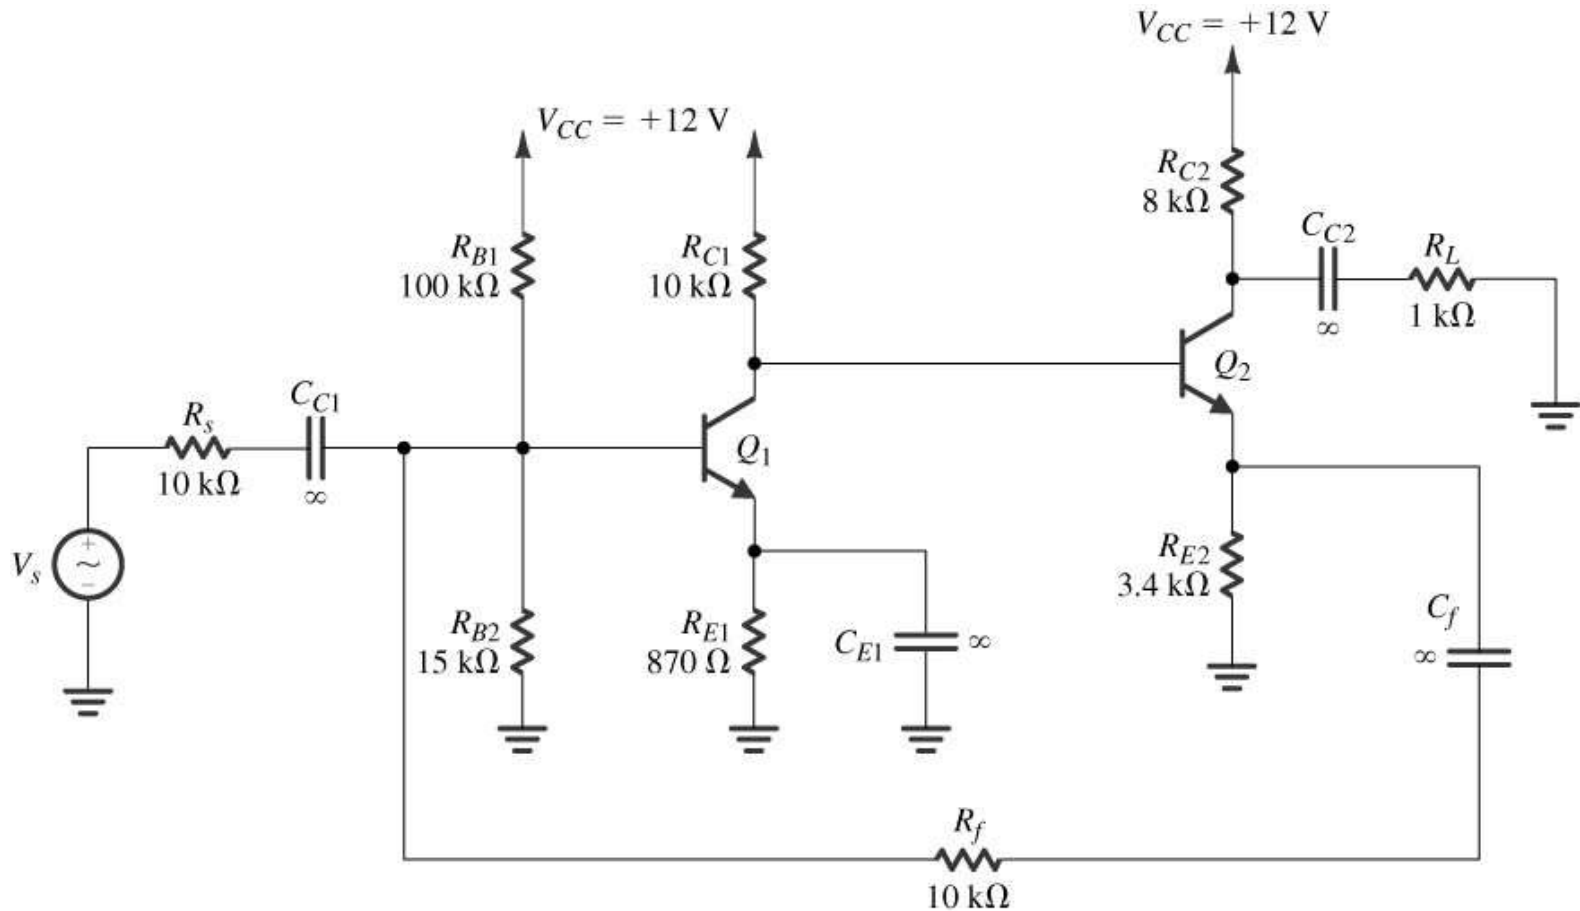 V_CC = +12 V
V_CC = +12 V
R_C2
8 kΩ
C_C2
∞
R_L
1 kΩ
R_B1
100 kΩ
R_C1
10 kΩ
Q_2
R_s
10 kΩ
C_C1
∞
Q_1
V_s
+
~
−
R_B2
15 kΩ
R_E1
870 Ω
C_E1 ∞
R_E2
3.4 kΩ
C_f
∞
R_f
10 kΩ